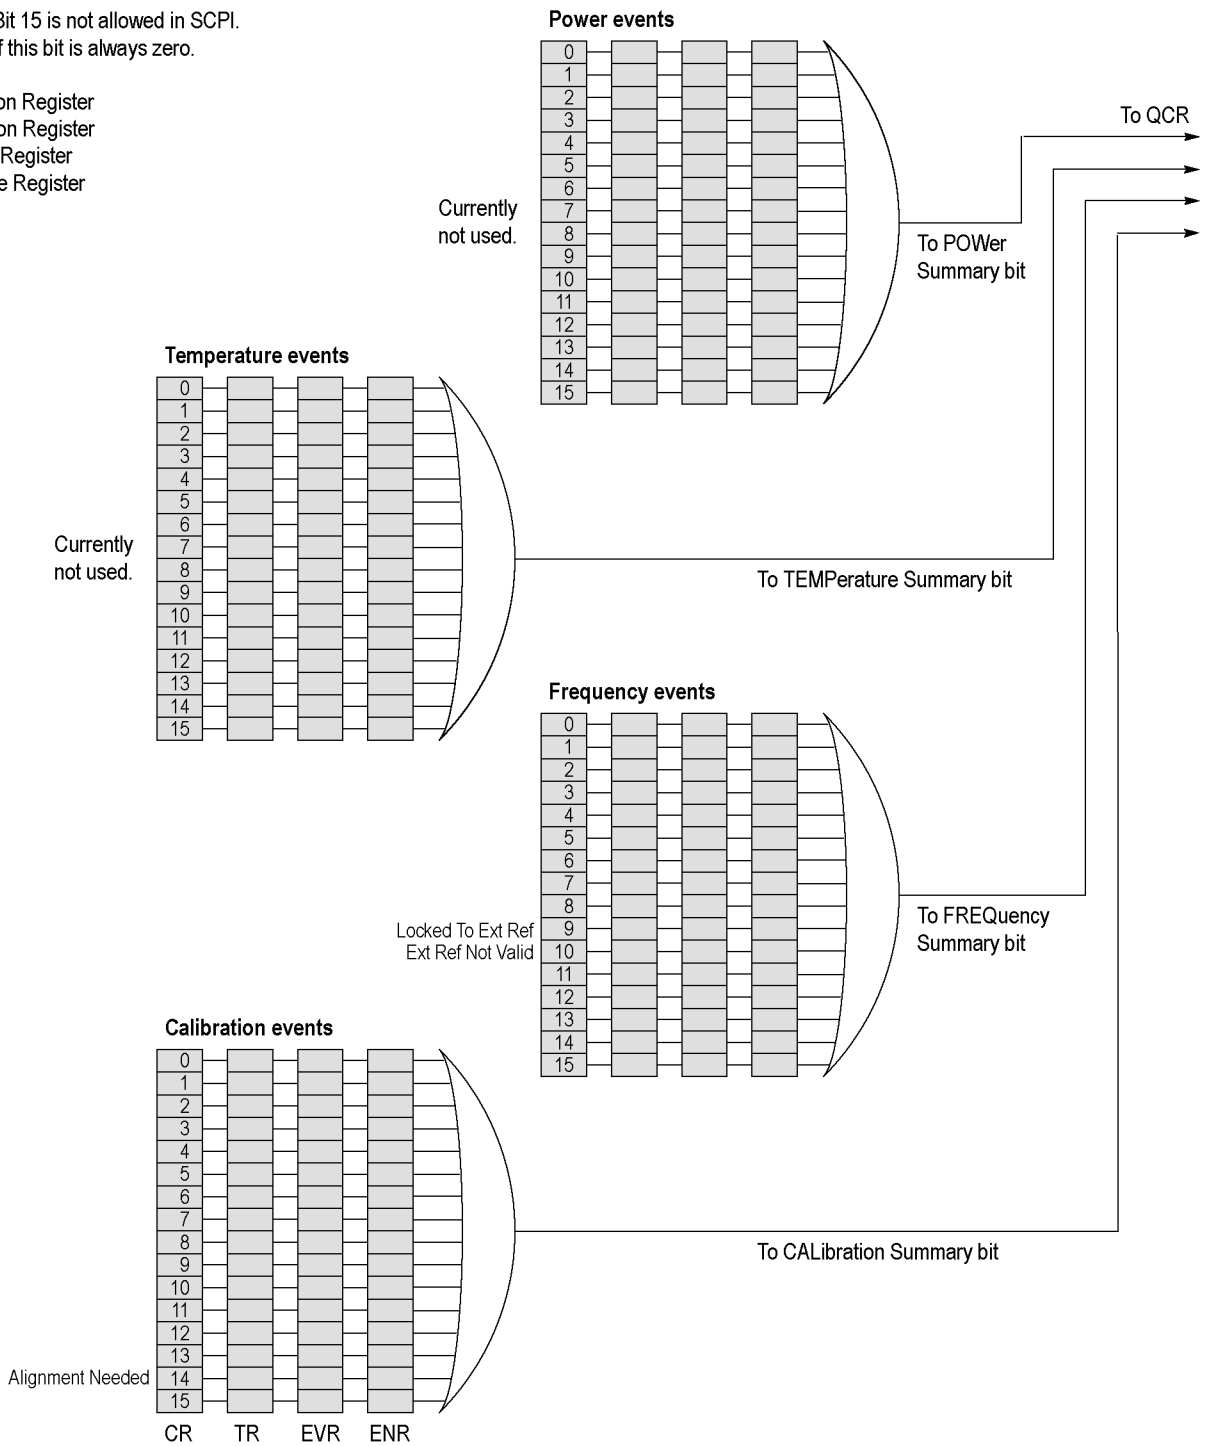 Bit 15 is not allowed in SCPI.
f this bit is always zero.
on Register
on Register
Register
e Register
Power events
0
1
2
3
4
5
6
7
8
9
10
11
12
13
14
15
Currently
not used.
To POWer
Summary bit
To QCR
Temperature events
0
1
2
3
4
5
6
7
8
9
10
11
12
13
14
15
Currently
not used.
To TEMPerature Summary bit
Frequency events
0
1
2
3
4
5
6
7
8
9
10
11
12
13
14
15
Locked To Ext Ref
Ext Ref Not Valid
To FREQuency
Summary bit
Calibration events
0
1
2
3
4
5
6
7
8
9
10
11
12
13
14
15
Alignment Needed
To CALibration Summary bit
CR TR EVR ENR